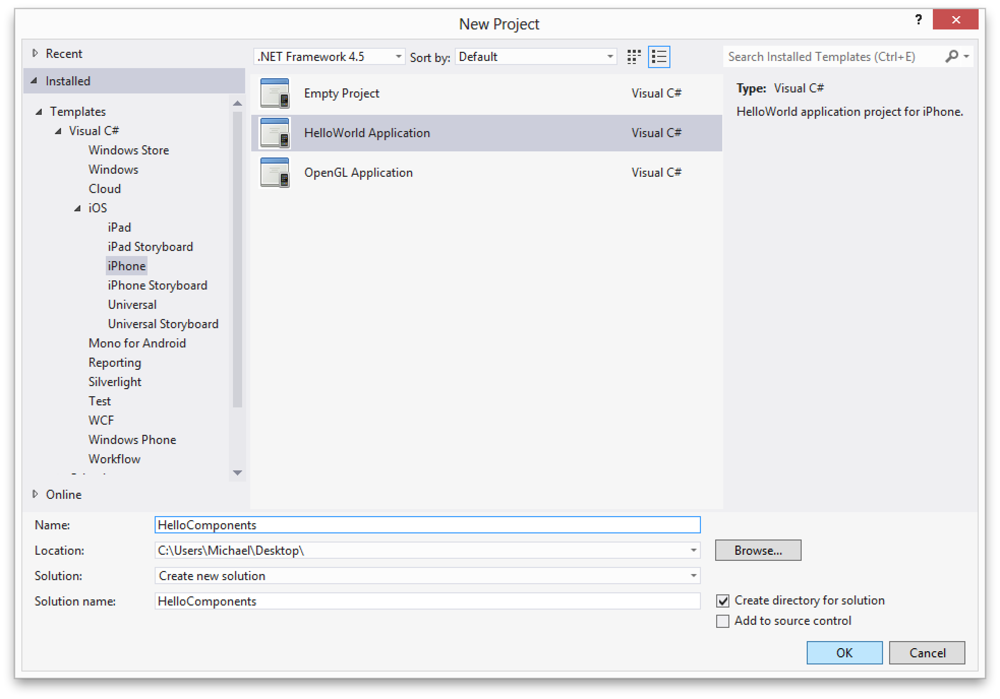 New Project
?
Recent
Installed
Templates
Visual C#
Windows Store
Windows
Cloud
iOS
iPad
iPad Storyboard
iPhone
iPhone Storyboard
Universal
Universal Storyboard
Mono for Android
Reporting
Silverlight
Test
WCF
Windows Phone
Workflow
Online
.NET Framework 4.5 Sort by: Default
Empty Project Visual C#
HelloWorld Application Visual C#
OpenGL Application Visual C#
Search Installed Templates (Ctrl+E)
Type: Visual C#
HelloWorld application project for iPhone.
Name: HelloComponents
Location: C:\Users\Michael\Desktop\ Browse...
Solution: Create new solution
Solution name: HelloComponents
Create directory for solution
Add to source control
OK Cancel